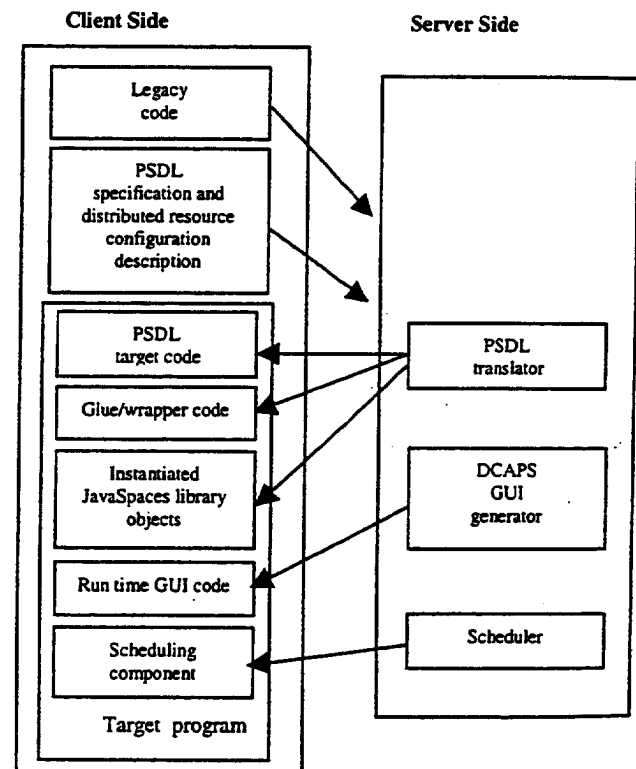 Client Side
Server Side
Legacy
code
PSDL
specification and
distributed resource
configuration
description
PSDL
target code
Glue/wrapper code
Instantiated
JavaSpaces library
objects
Run time GUI code
Scheduling
component
Target program
PSDL
translator
DCAPS
GUI
generator
Scheduler